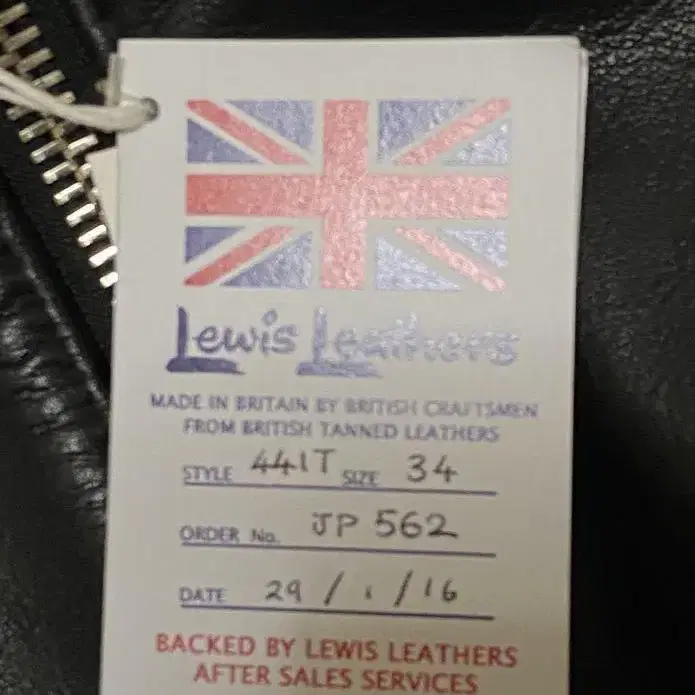 Lewis Leathers
MADE IN BRITAIN BY BRITISH CRAFTSMEN
FROM BRITISH TANNED LEATHERS
STYLE 441T SIZE 34
ORDER No. JP 562
DATE 29 / 1 / 16
BACKED BY LEWIS LEATHERS
AFTER SALES SERVICES